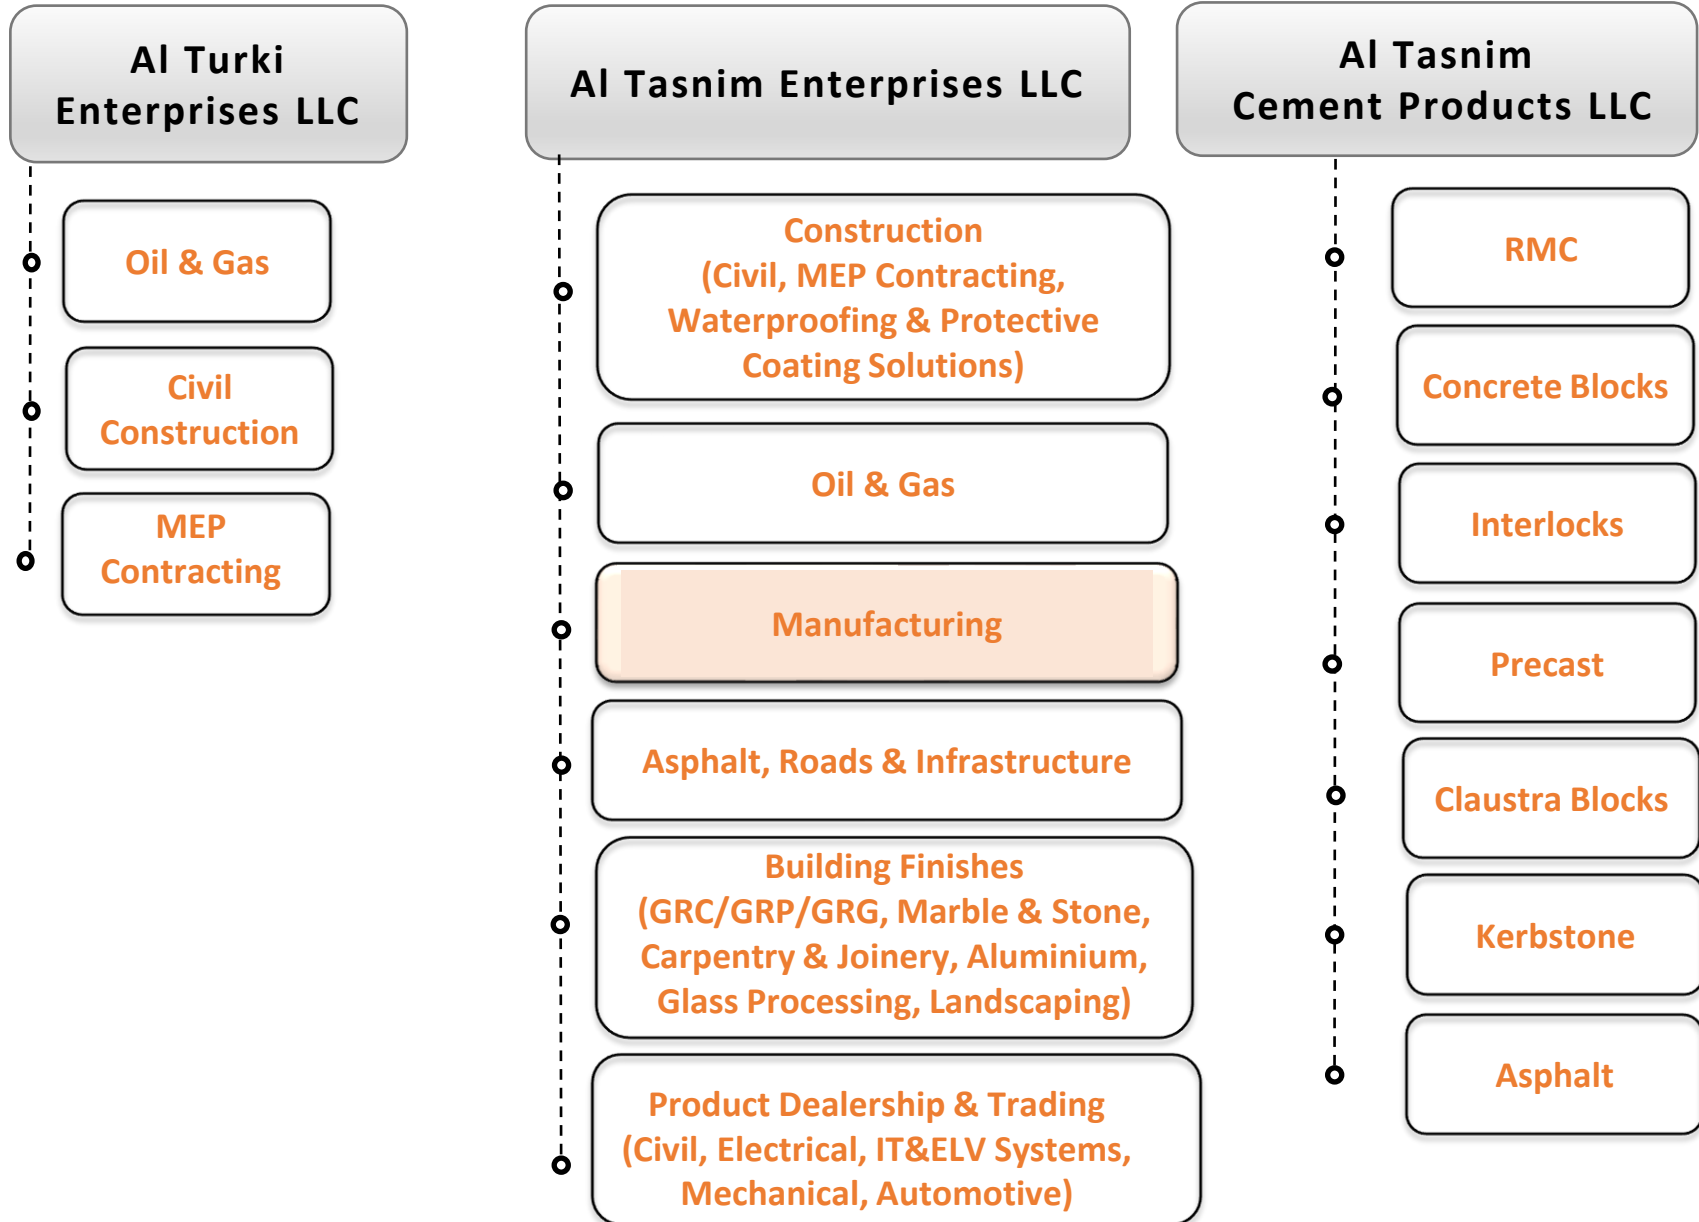 Al Turki
Enterprises LLC
Oil & Gas
Civil
Construction
MEP
Contracting
Al Tasnim Enterprises LLC
Construction
(Civil, MEP Contracting,
Waterproofing & Protective
Coating Solutions)
Oil & Gas
Manufacturing
Asphalt, Roads & Infrastructure
Building Finishes
(GRC/GRP/GRG, Marble & Stone,
Carpentry & Joinery, Aluminium,
Glass Processing, Landscaping)
Product Dealership & Trading
(Civil, Electrical, IT&ELV Systems,
Mechanical, Automotive)
Al Tasnim
Cement Products LLC
RMC
Concrete Blocks
Interlocks
Precast
Claustra Blocks
Kerbstone
Asphalt